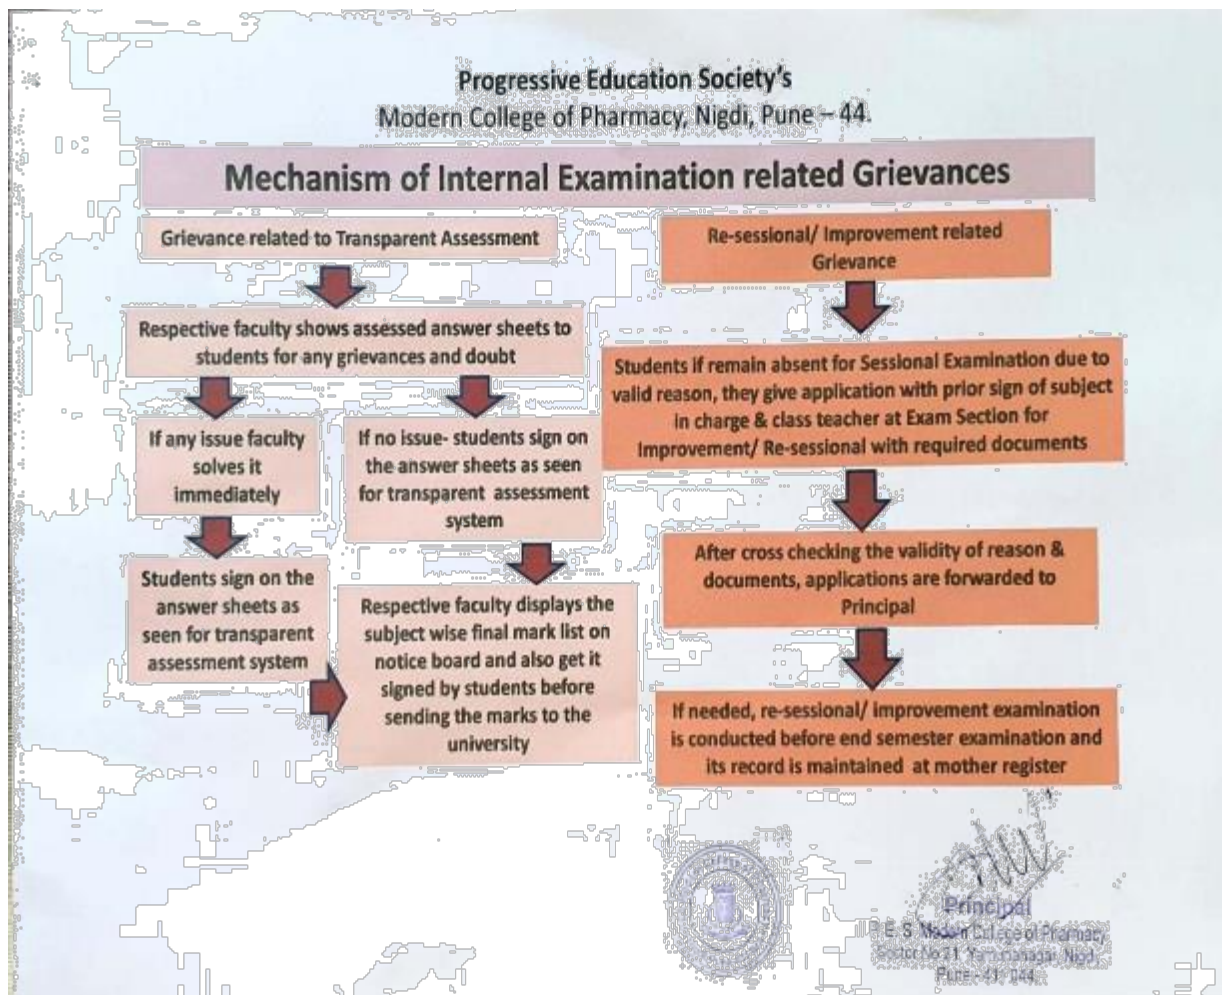 Progressive Education Society's
Modern College of Pharmacy, Nigdi, Pune – 44.
Mechanism of Internal Examination related Grievances
Grievance related to Transparent Assessment
Respective faculty shows assessed answer sheets to
students for any grievances and doubt
If any issue faculty
solves it
immediately
Students sign on the
answer sheets as
seen for transparent
assessment system
If no issue- students sign on
the answer sheets as seen
for transparent assessment
system
Respective faculty displays the
subject wise final mark list on
notice board and also get it
signed by students before
sending the marks to the
university
Re-sessional/ Improvement related
Grievance
Students if remain absent for Sessional Examination due to
valid reason, they give application with prior sign of subject
in charge & class teacher at Exam Section for
Improvement/ Re-sessional with required documents
After cross checking the validity of reason &
documents, applications are forwarded to
Principal
If needed, re-sessional/ improvement examination
is conducted before end semester examination and
its record is maintained at mother register
Principal
E. S. Modern College of Pharmacy
Sector No 21, Yamunanagar, Nigdi